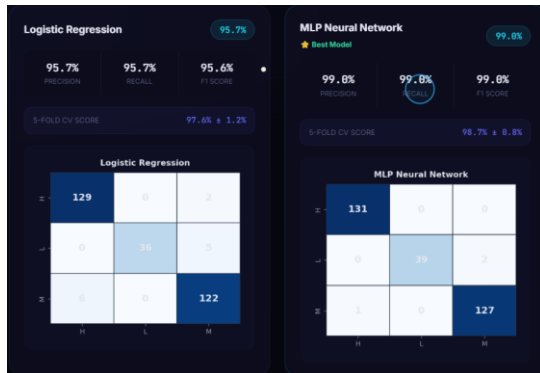 Logistic Regression
95.7%
95.7%
95.7%
95.6%
PRECISION
RECALL
F1 SCORE
5-FOLD CV SCORE
97.6% ± 1.2%
Logistic Regression
H
129
0
2
L
0
36
5
M
6
0
122
H
L
M
MLP Neural Network
⭐ Best Model
99.0%
99.0%
99.0%
99.0%
PRECISION
RECALL
F1 SCORE
5-FOLD CV SCORE
98.7% ± 0.8%
MLP Neural Network
H
131
0
0
L
0
39
2
M
1
0
127
H
L
M